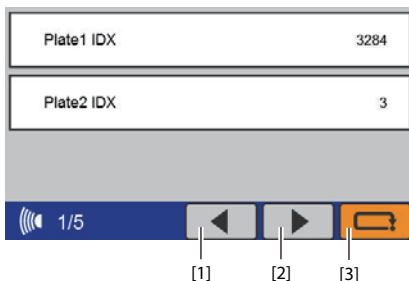 Plate1 IDX 3284
Plate2 IDX 3
1/5
[1] [2] [3]